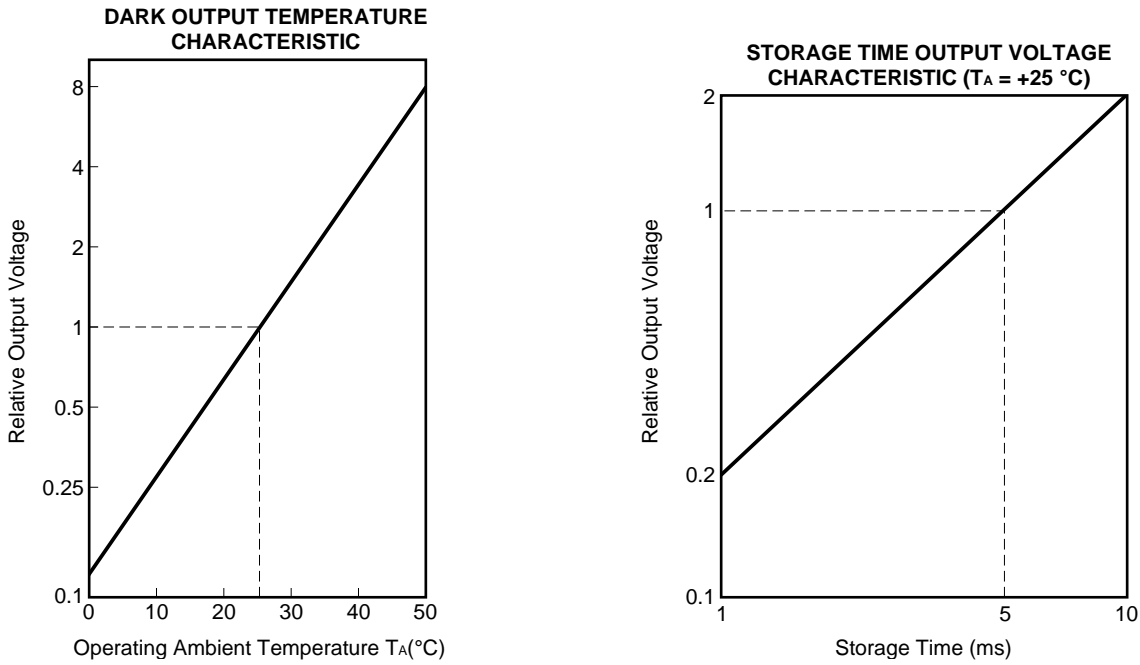 DARK OUTPUT TEMPERATURE
CHARACTERISTIC
8
4
2
1
0.5
0.25
0.1
0 10 20 30 40 50
Relative Output Voltage
Operating Ambient Temperature TA(°C)
STORAGE TIME OUTPUT VOLTAGE
CHARACTERISTIC (TA = +25 °C)
2
1
0.2
0.1
1 5 10
Relative Output Voltage
Storage Time (ms)